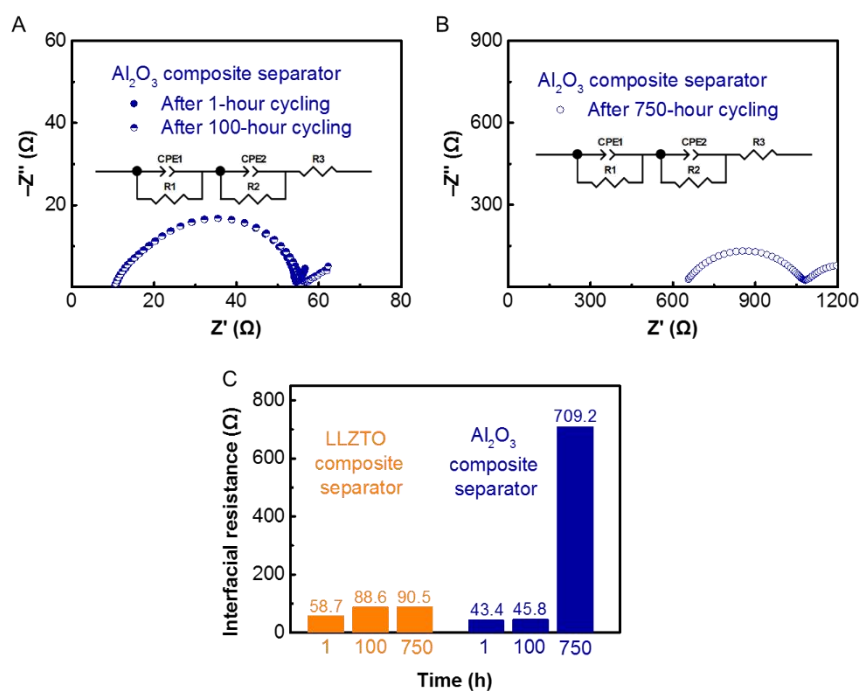 A
60
40
20
0
–Z'' (Ω)
Al₂O₃ composite separator
After 1-hour cycling
After 100-hour cycling
CPE1
CPE2
R3
R1
R2
0
20
40
60
80
Z' (Ω)
B
900
600
300
0
–Z'' (Ω)
Al₂O₃ composite separator
After 750-hour cycling
CPE1
CPE2
R3
R1
R2
0
300
600
900
1200
Z' (Ω)
C
800
600
400
200
0
Interfacial resistance (Ω)
LLZTO
composite
separator
Al₂O₃
composite
separator
58.7
88.6
90.5
43.4
45.8
709.2
1
100
750
1
100
750
Time (h)